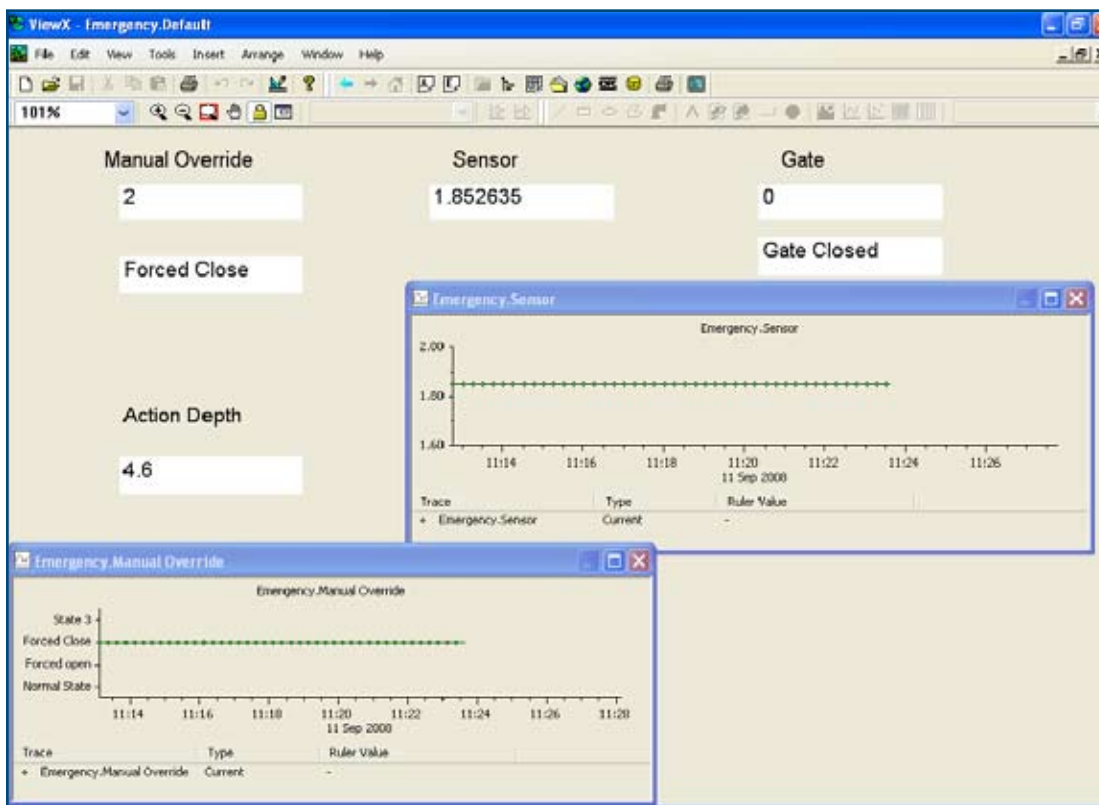 ViewX - Emergency.Default
File Edit View Tools Insert Arrange Window Help
101%
Manual Override Sensor Gate
2 1.852635 0
Forced Close Gate Closed
Action Depth
4.6
Emergency.Sensor
Emergency.Sensor
2.00
1.80
1.60
11:14 11:16 11:18 11:20 11:22 11:24 11:26
11 Sep 2008
Trace Type Ruler Value
+ Emergency.Sensor Current -
Emergency.Manual Override
Emergency.Manual Override
State 3
Forced Close
Forced open
Normal State
11:14 11:16 11:18 11:20 11:22 11:24 11:26 11:28
11 Sep 2008
Trace Type Ruler Value
+ Emergency.Manual Override Current -